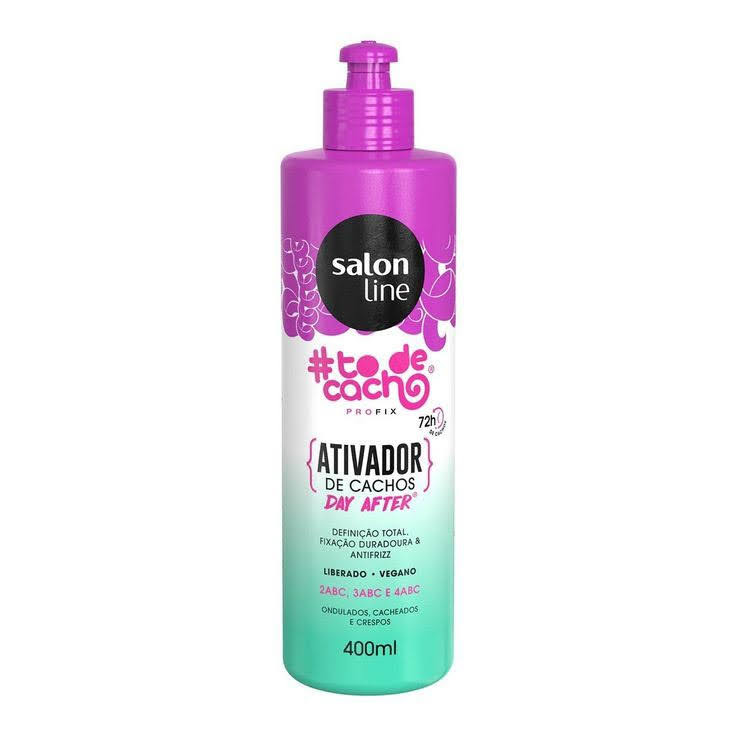 salon
line
#to de
cacho®
PROFIX
72h
{ATIVADOR}
DE CACHOS
DAY AFTER®
DEFINIÇÃO TOTAL,
FIXAÇÃO DURADOURA &
ANTIFRIZZ
LIBERADO • VEGANO
2ABC, 3ABC E 4ABC
ONDULADOS, CACHEADOS
E CRESPOS
400ml